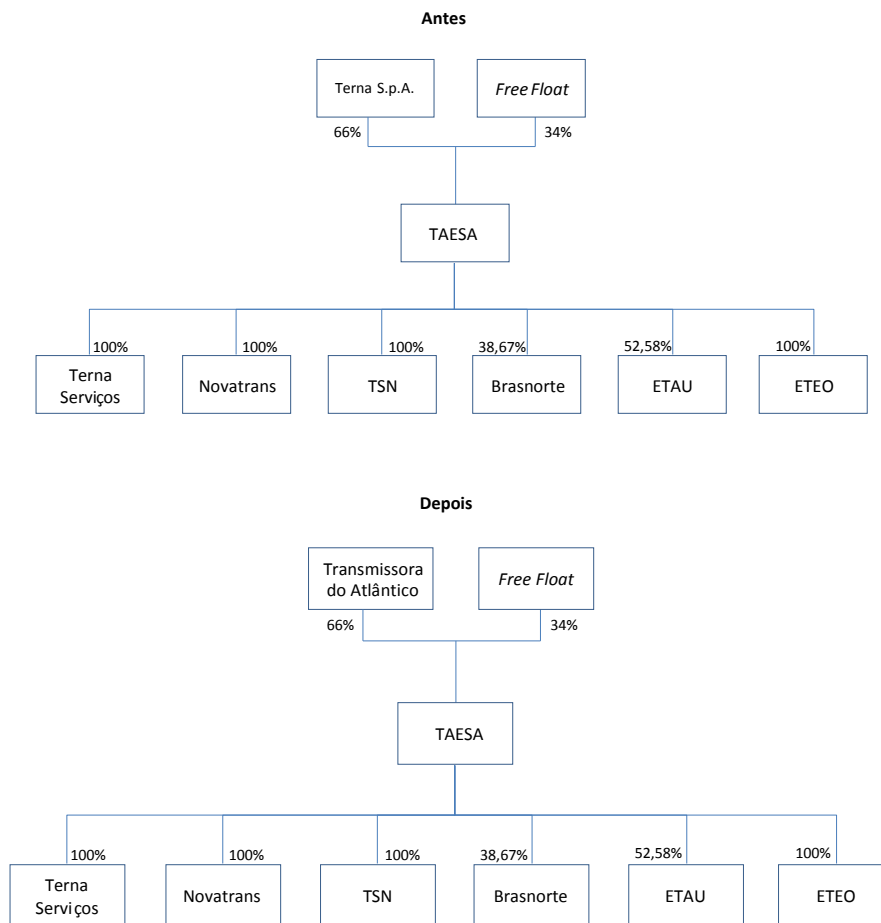 Antes
Terna S.p.A.
Free Float
66%
34%
TAESA
100%
100%
100%
38,67%
52,58%
100%
Terna
Serviços
Novatrans
TSN
Brasnorte
ETAU
ETEO
Depois
Transmissora
do Atlântico
Free Float
66%
34%
TAESA
100%
100%
100%
38,67%
52,58%
100%
Terna
Serviços
Novatrans
TSN
Brasnorte
ETAU
ETEO